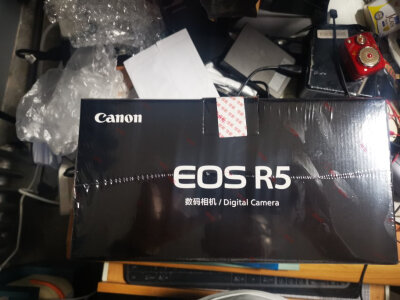 Canon
EOS R5
数码相机 / Digital Camera